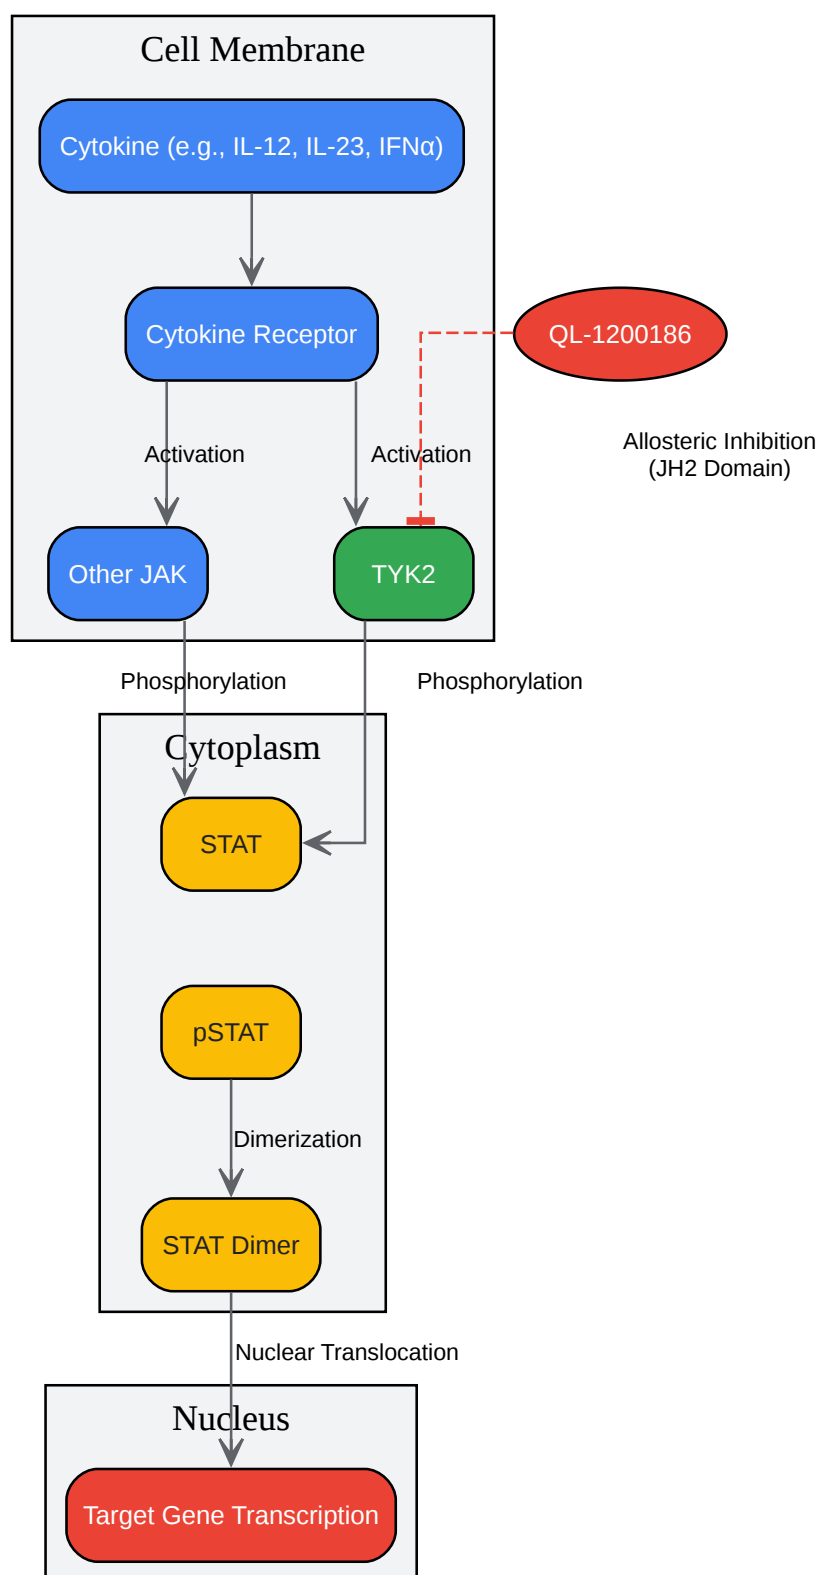 Cell Membrane
Cytokine (e.g., IL-12, IL-23, IFNα)
Cytokine Receptor
QL-1200186
Activation
Activation
Allosteric Inhibition
(JH2 Domain)
Other JAK
TYK2
Phosphorylation
Phosphorylation
Cytoplasm
STAT
pSTAT
Dimerization
STAT Dimer
Nuclear Translocation
Nucleus
Target Gene Transcription